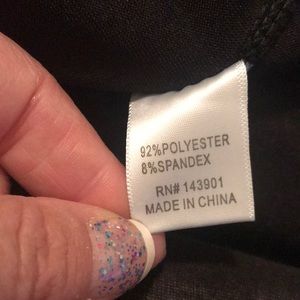 92%POLYESTER
8%SPANDEX
RN# 143901
MADE IN CHINA